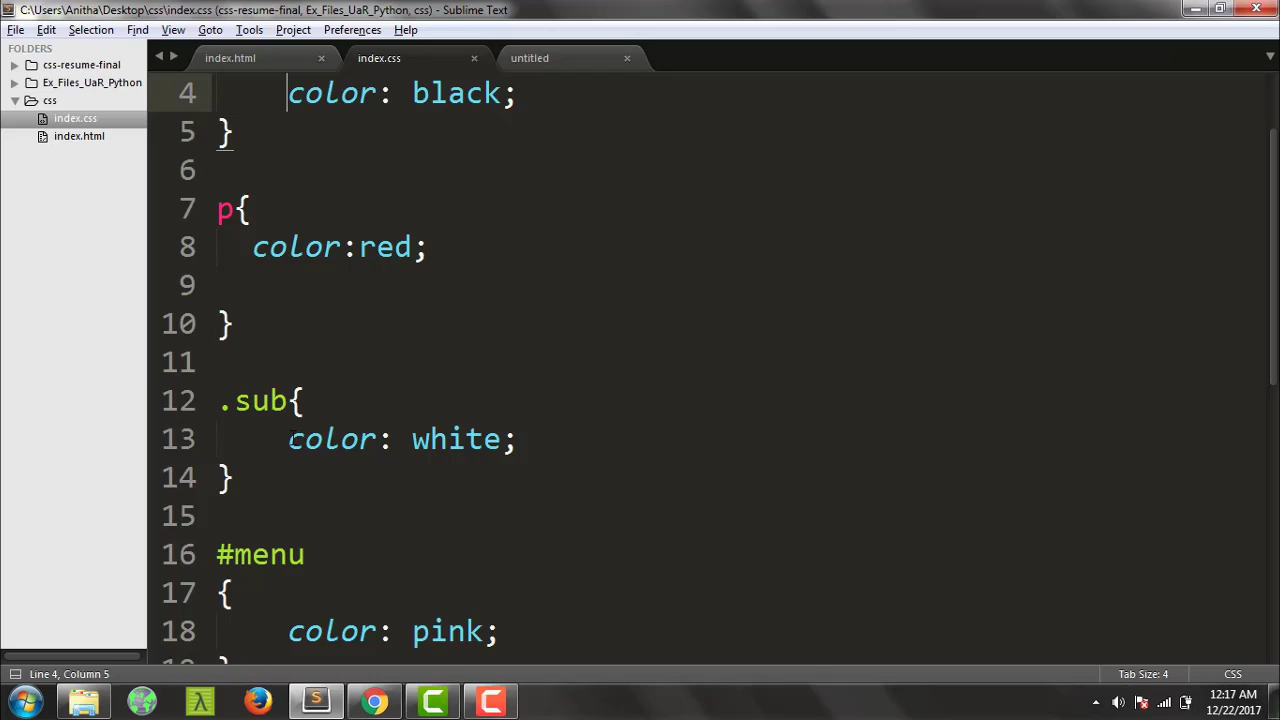 C:\Users\Anitha\Desktop\css\index.css (css-resume-final, Ex_Files_UaR_Python, css) - Sublime Text
File Edit Selection Find View Goto Tools Project Preferences Help
FOLDERS
css-resume-final
Ex_Files_UaR_Python
css
index.css
index.html
index.html index.css untitled
4 color: black;
5 }
6
7 p{
8 color:red;
9
10 }
11
12 .sub{
13 color: white;
14 }
15
16 #menu
17 {
18 color: pink;
Line 4, Column 5 Tab Size: 4 CSS
12:17 AM
12/22/2017